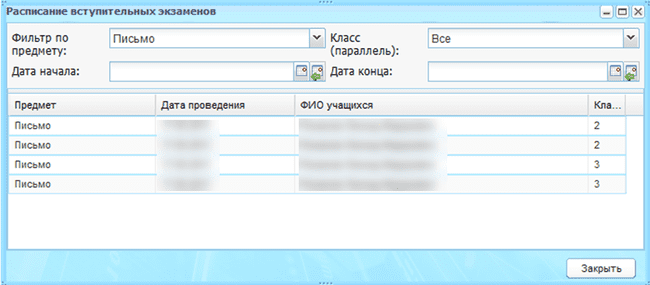 Расписание вступительных экзаменов
Фильтр по предмету: Письмо Класс (параллель): Все
Дата начала: Дата конца:
Предмет Дата проведения ФИО учащихся Кла...
Письмо 2
Письмо 2
Письмо 3
Письмо 3
Закрыть